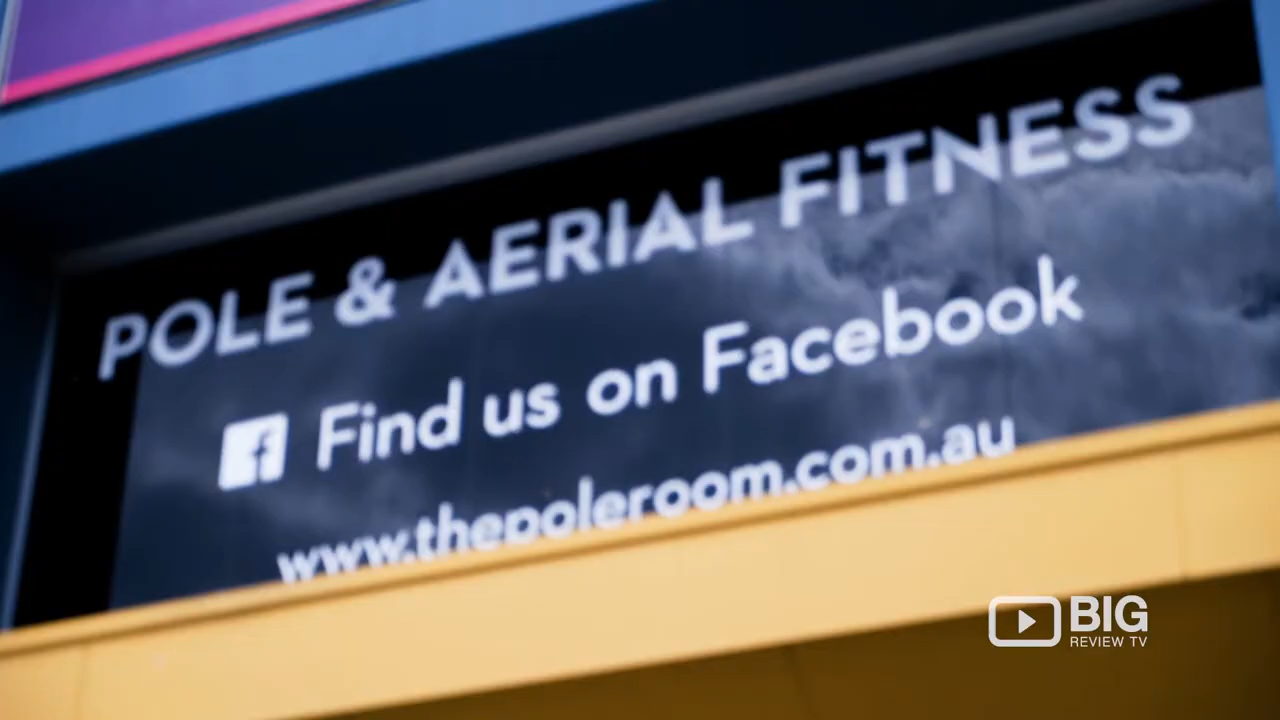 POLE & AERIAL FITNESS
Find us on Facebook
www.thepoleroom.com.au
BIG
REVIEW TV